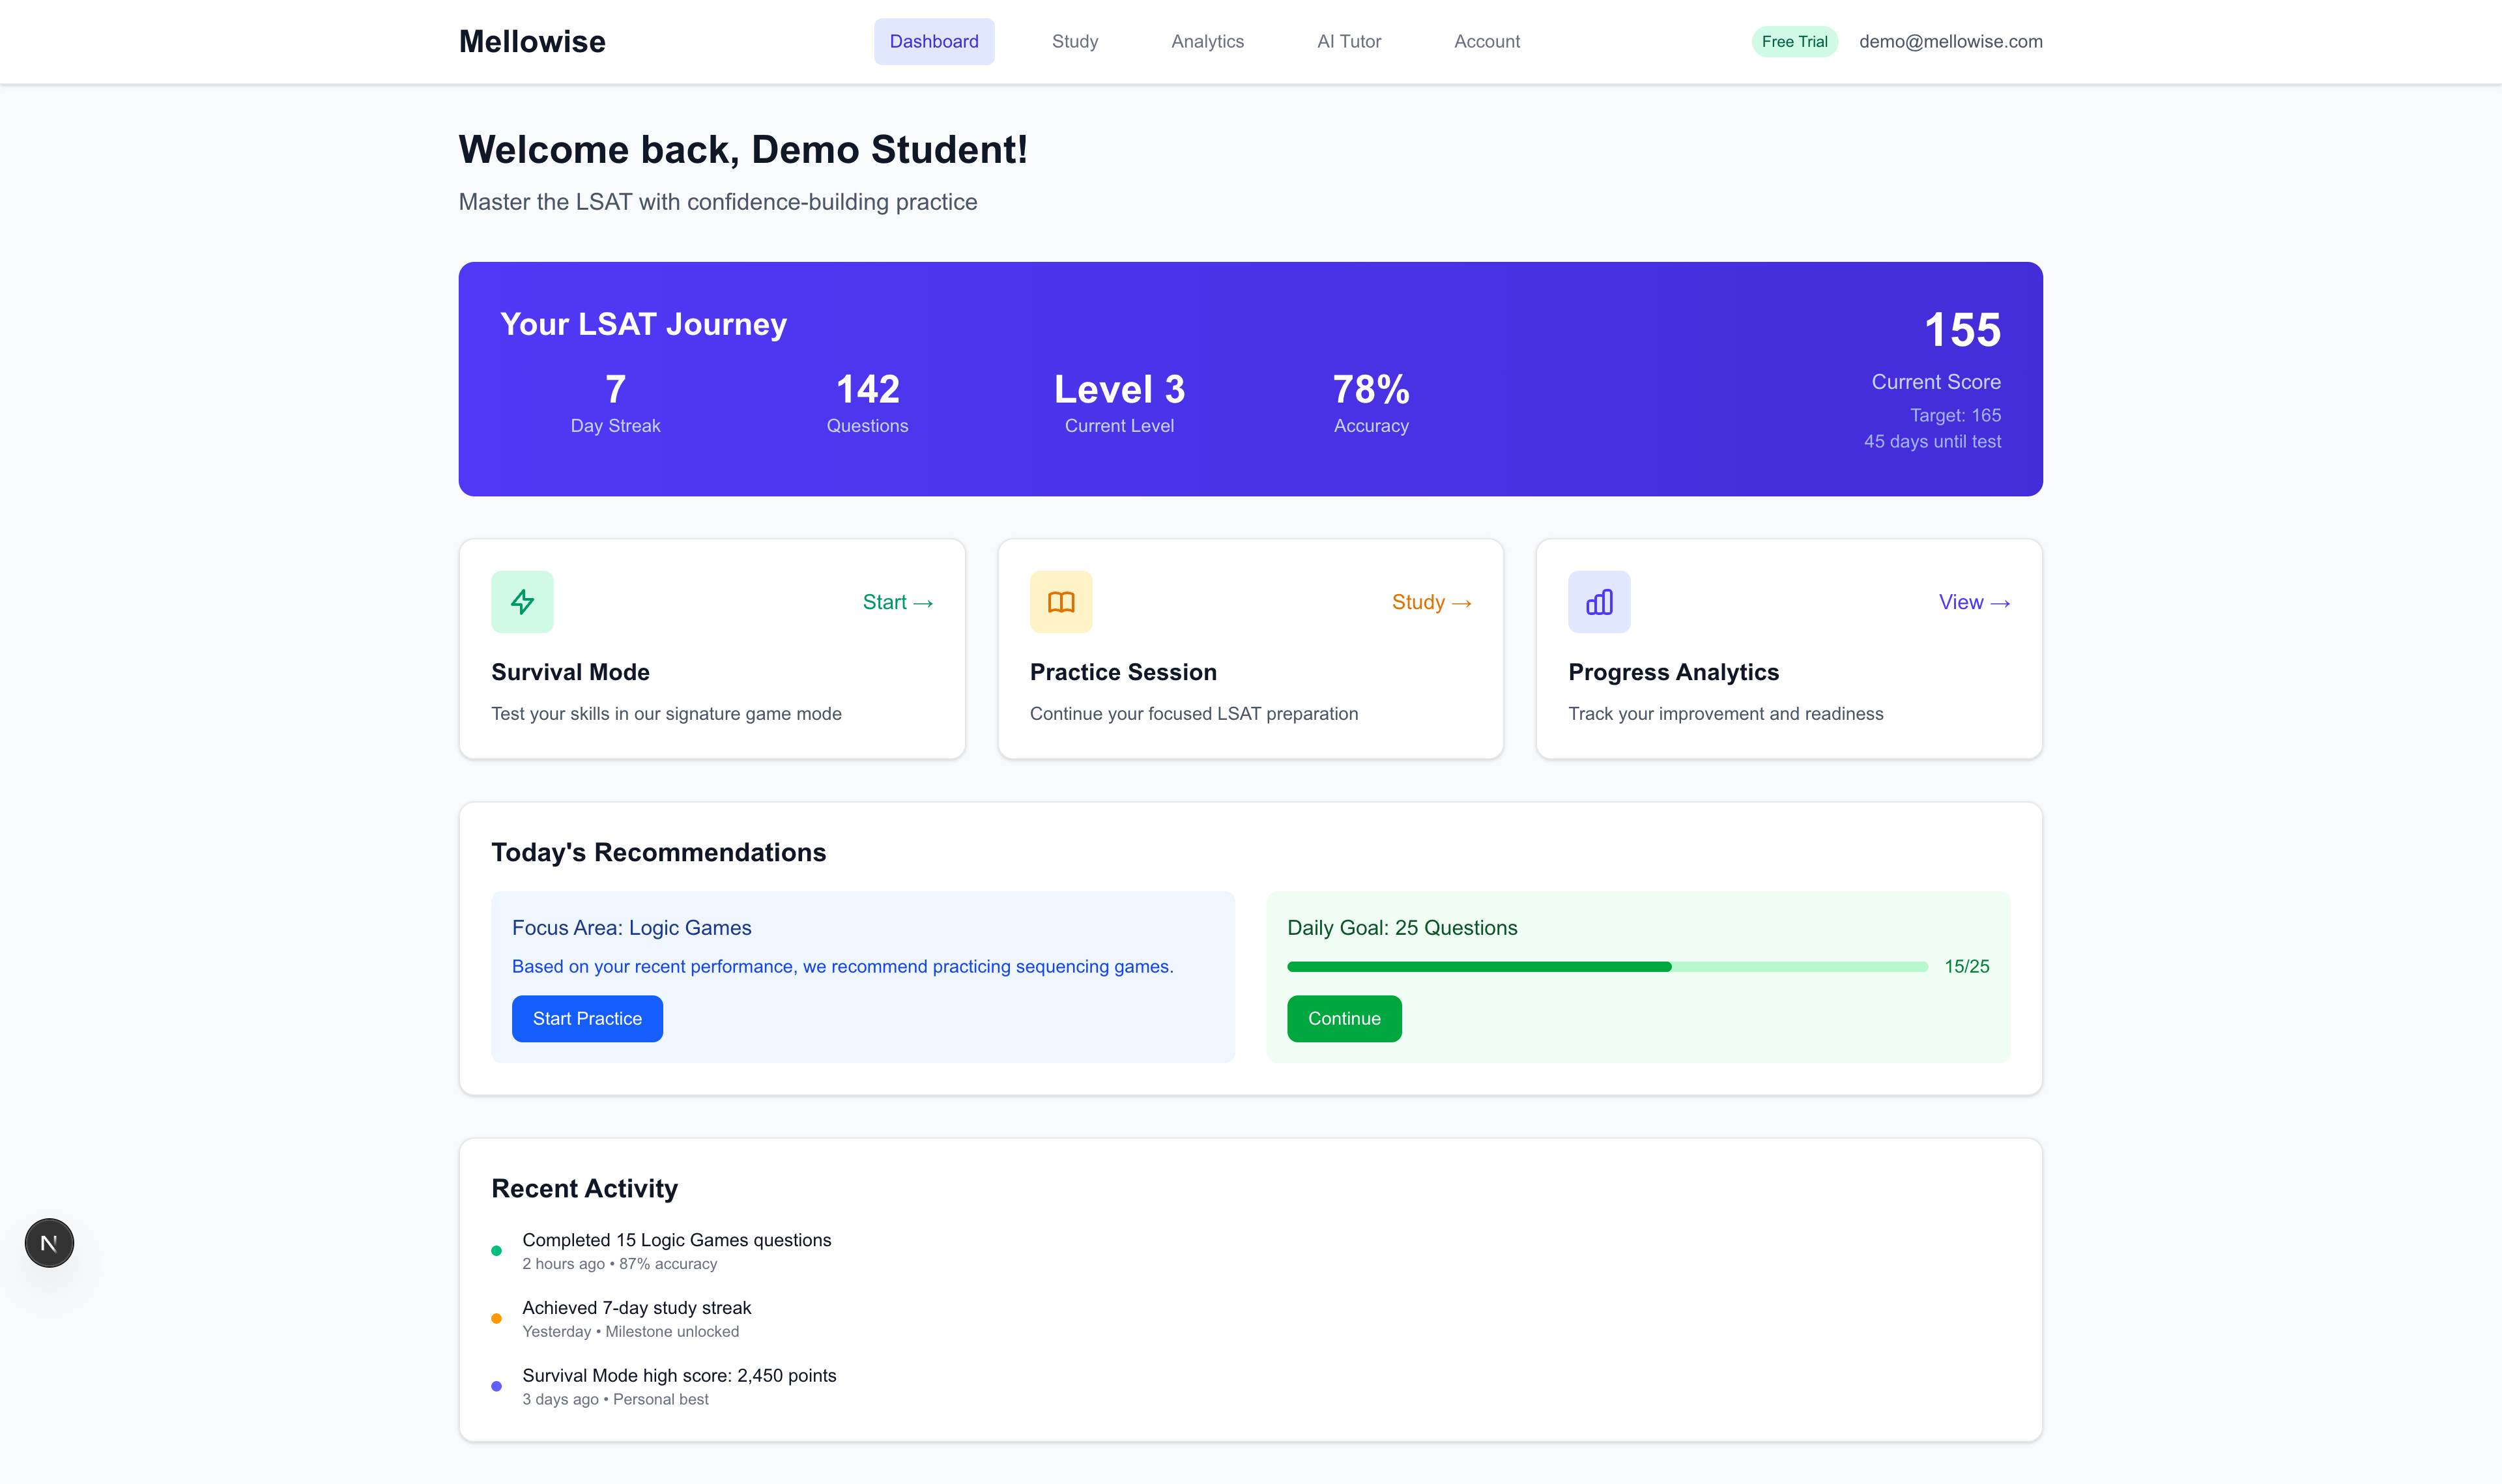 Mellowise
Dashboard
Study
Analytics
AI Tutor
Account
Free Trial
demo@mellowise.com
Welcome back, Demo Student!
Master the LSAT with confidence-building practice
Your LSAT Journey
7
Day Streak
142
Questions
Level 3
Current Level
78%
Accuracy
155
Current Score
Target: 165
45 days until test
Start →
Survival Mode
Test your skills in our signature game mode
Study →
Practice Session
Continue your focused LSAT preparation
View →
Progress Analytics
Track your improvement and readiness
Today's Recommendations
Focus Area: Logic Games
Based on your recent performance, we recommend practicing sequencing games.
Start Practice
Daily Goal: 25 Questions
15/25
Continue
Recent Activity
Completed 15 Logic Games questions
2 hours ago • 87% accuracy
Achieved 7-day study streak
Yesterday • Milestone unlocked
Survival Mode high score: 2,450 points
3 days ago • Personal best
N